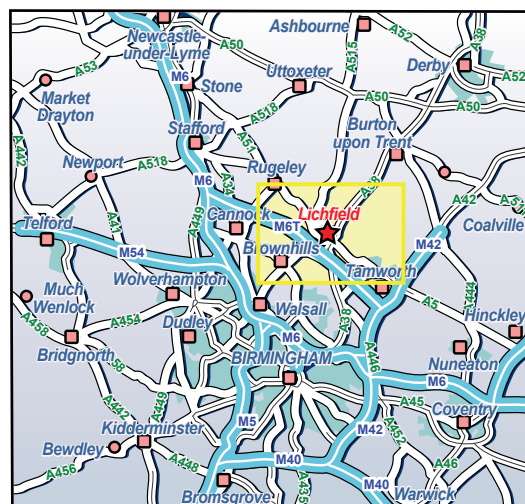 Newcastle-
under-Lyme
Ashbourne
A50
A52
A38
M6
A515
Derby
A53
Stone
Uttoxeter
A52
Market
Drayton
A50
A50
A518
Burton
upon Trent
Stafford
A51
A442
Newport
A518
M6
A34
Rugeley
A38
A42
Coalville
Lichfield
Telford
A41
A449
Cannock
M6T
M42
M54
Brownhills
Tamworth
Much
Wenlock
Wolverhampton
A5
A444
A458
A454
Walsall
A38
Hinckley
Bridgnorth
Dudley
M6
A446
Nuneaton
58
BIRMINGHAM
M6
A442
A449
A45
Kidderminster
M5
Coventry
Bewdley
M42
A452
A456
A448
M40
A46
Bromsgrove
A435
M40
Warwick